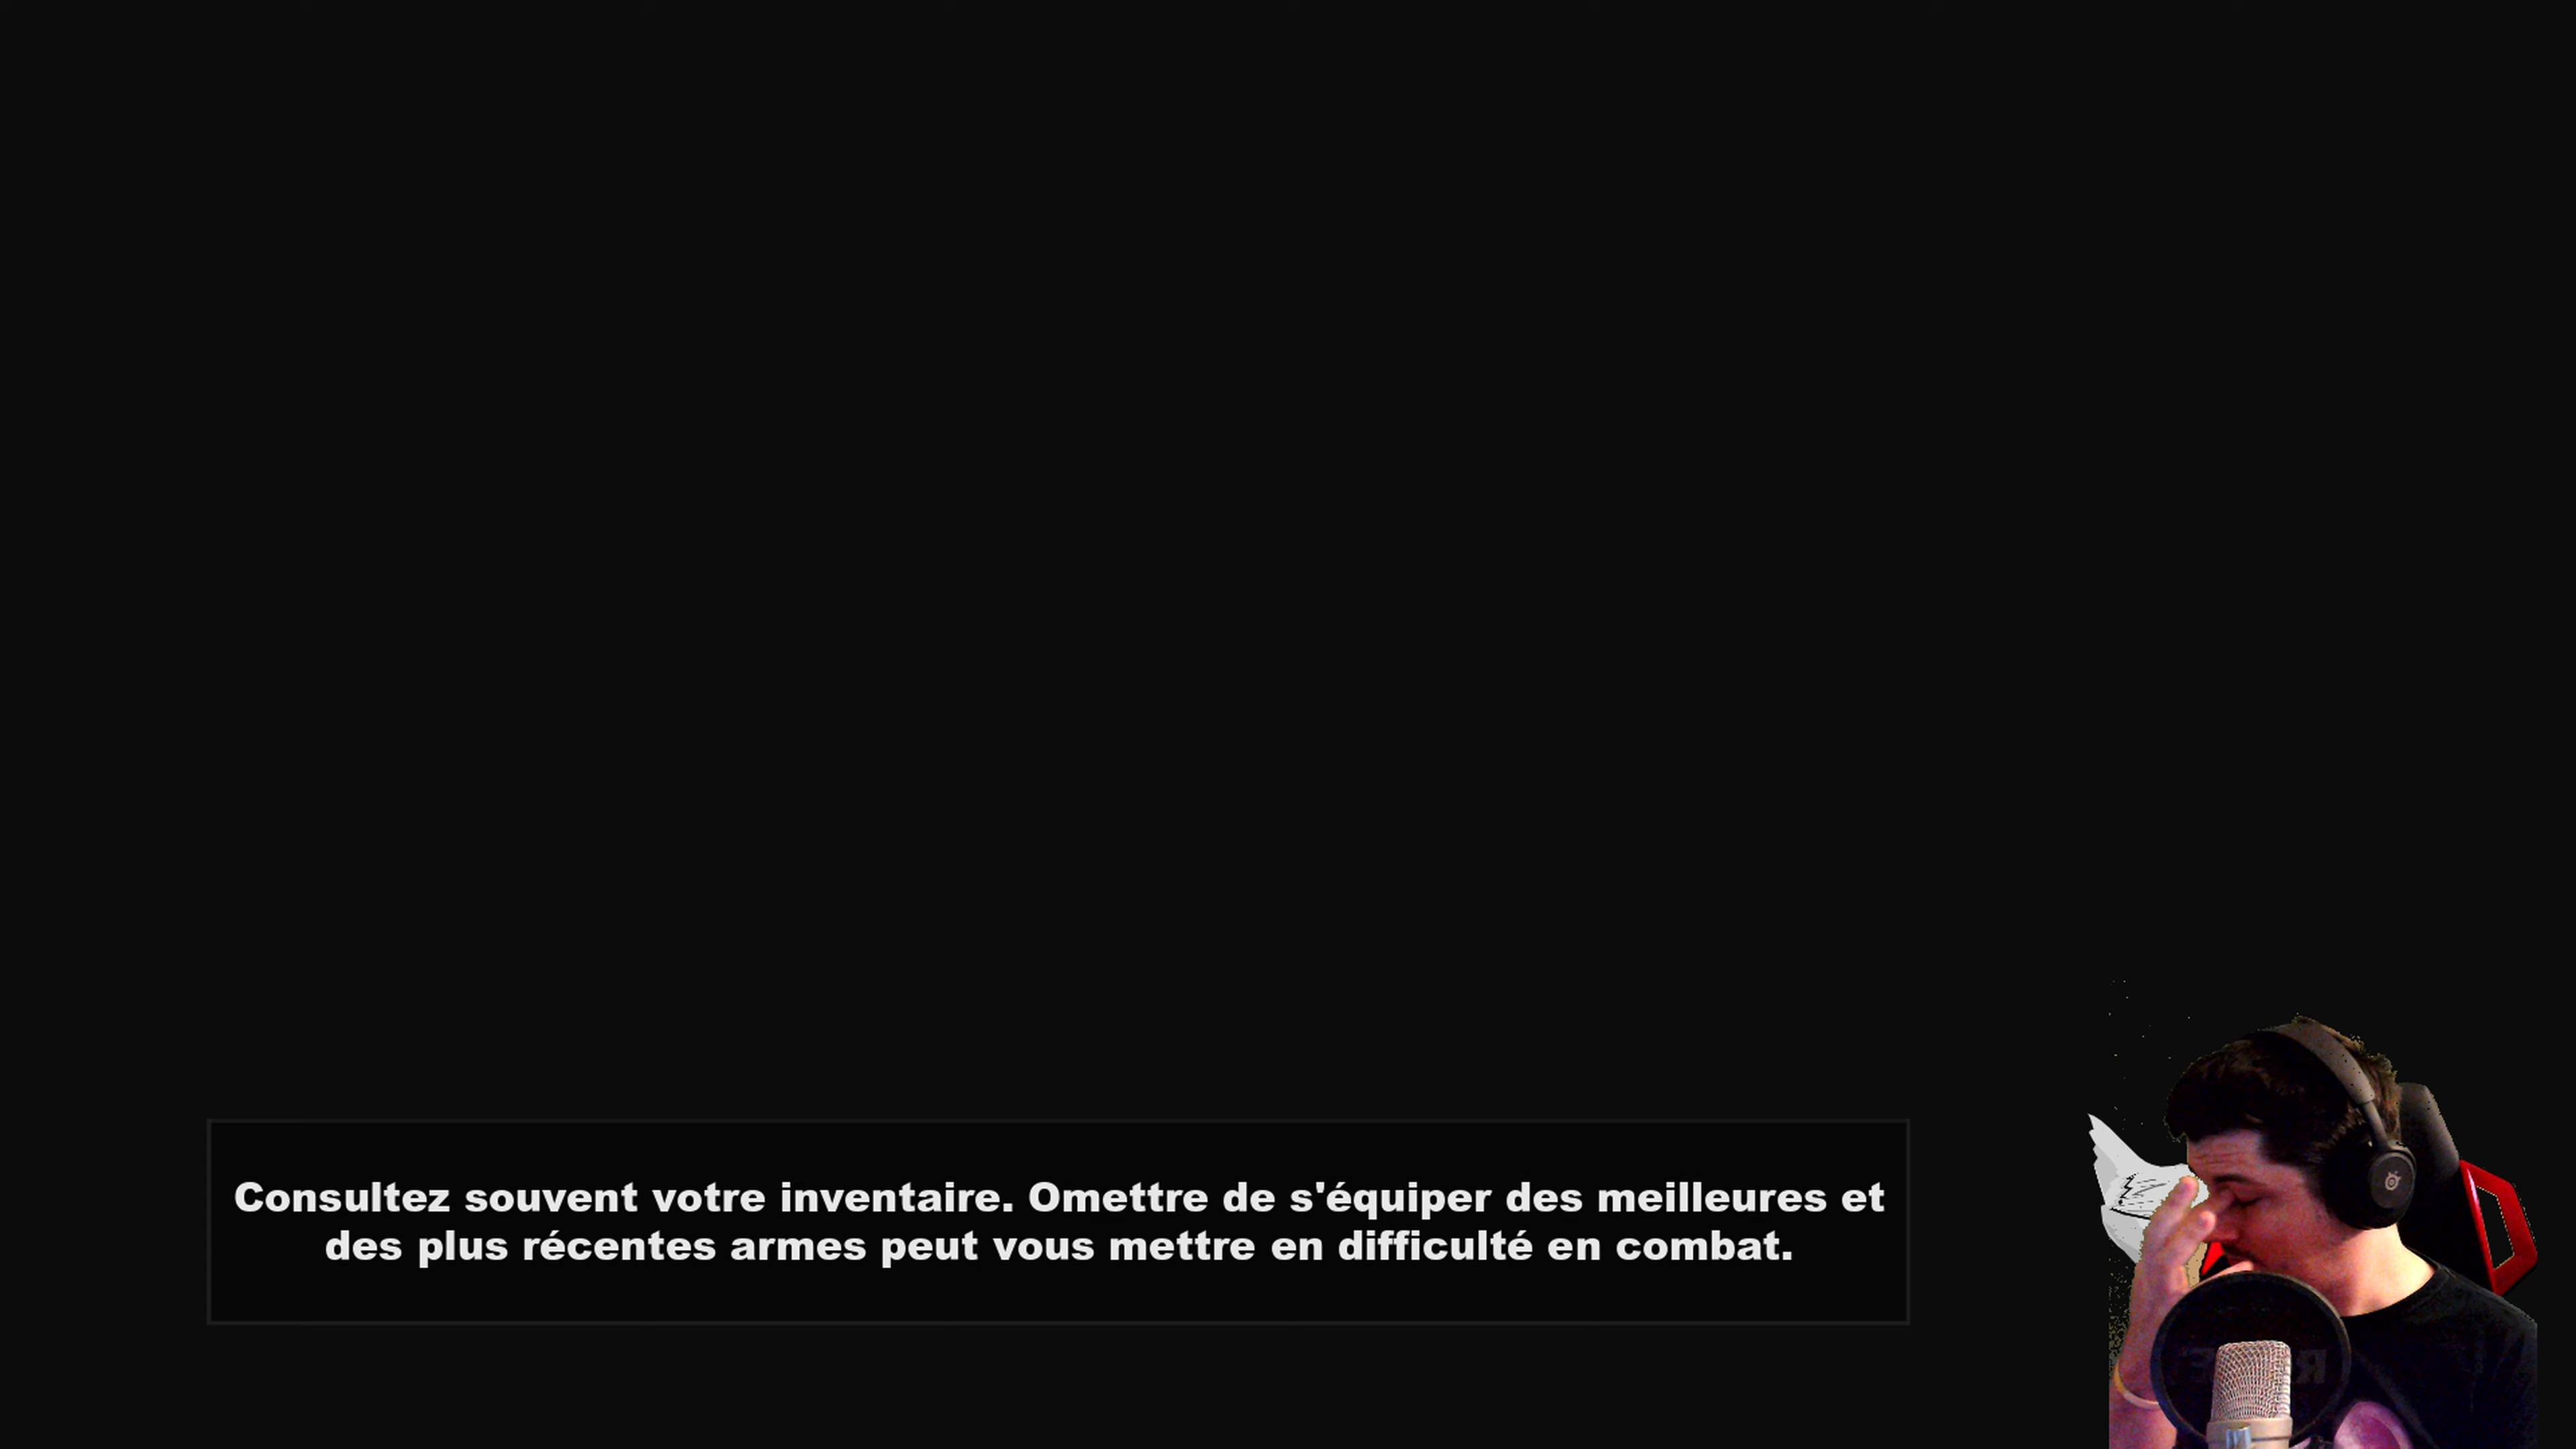 Consultez souvent votre inventaire. Omettre de s'équiper des meilleures et
des plus récentes armes peut vous mettre en difficulté en combat.